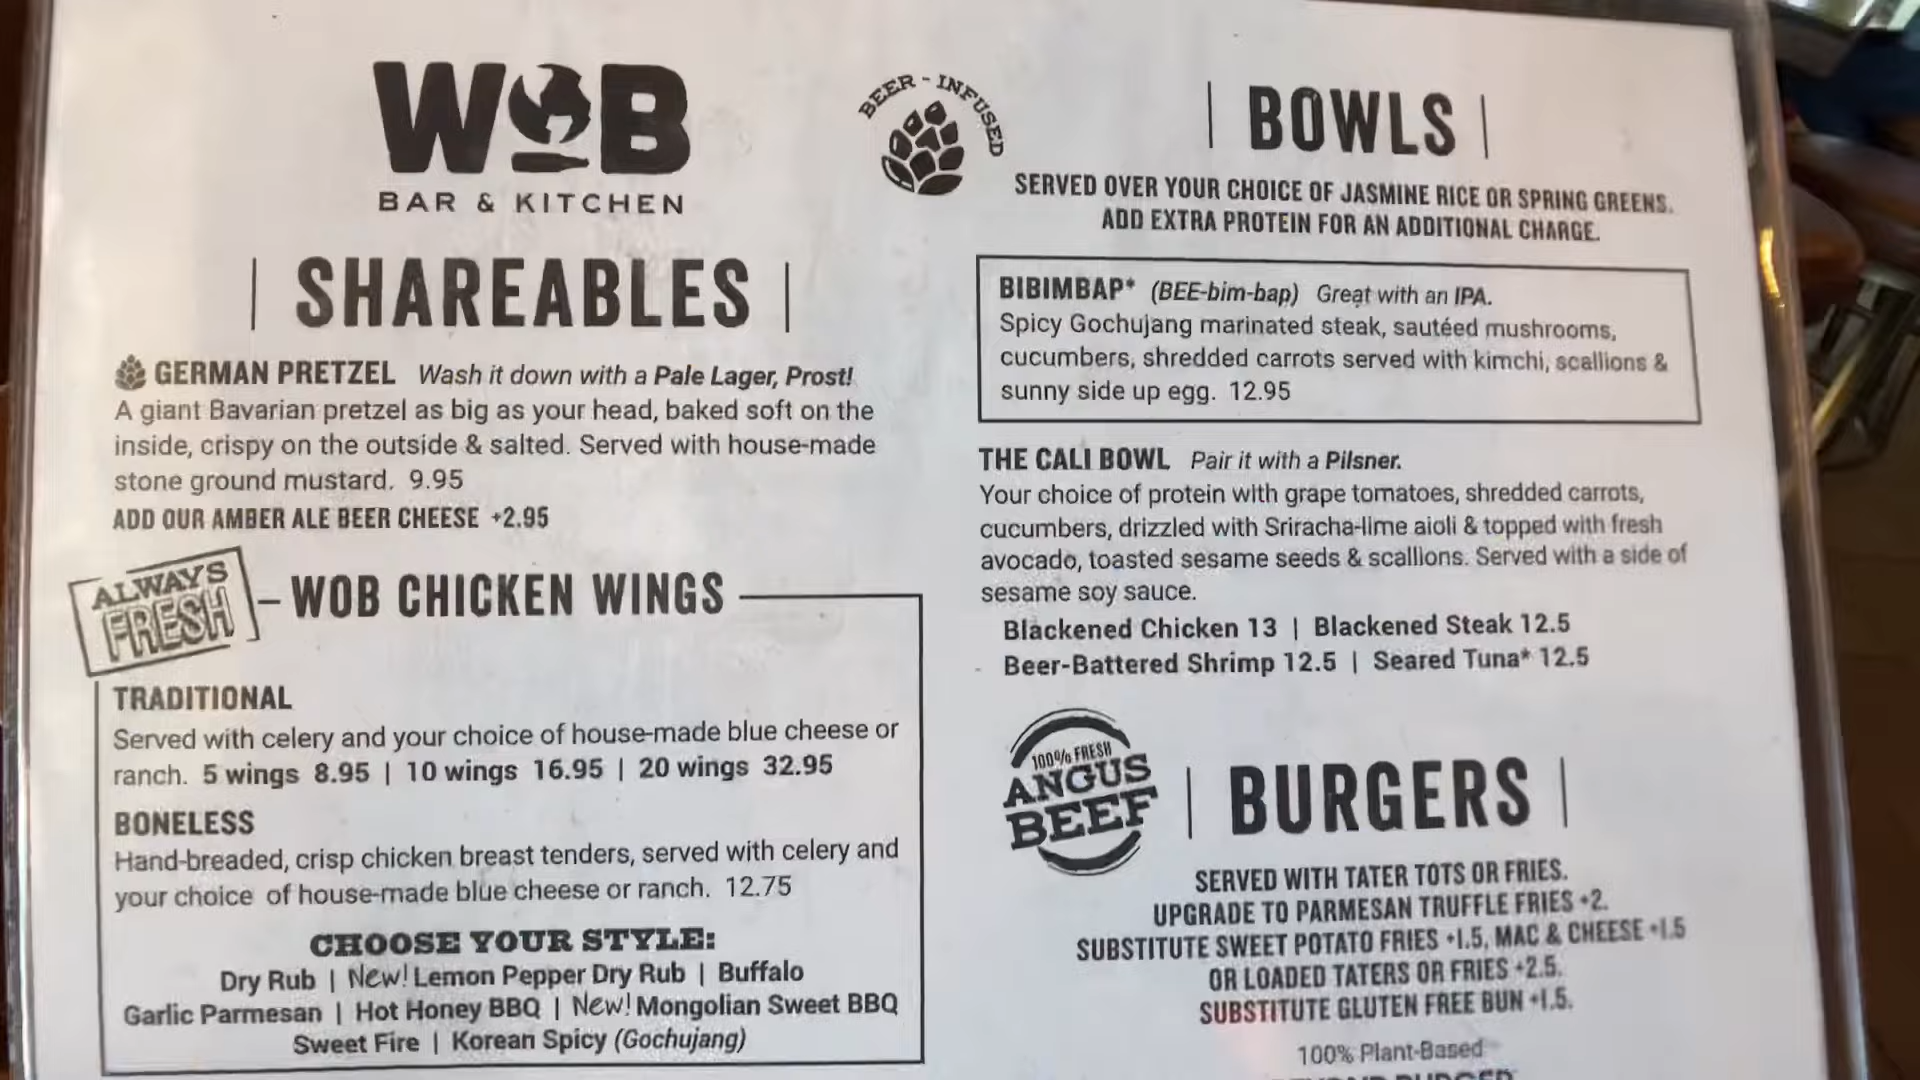 WOB
BAR & KITCHEN
| SHAREABLES |
GERMAN PRETZEL Wash it down with a Pale Lager, Prost!
A giant Bavarian pretzel as big as your head, baked soft on the
inside, crispy on the outside & salted. Served with house-made
stone ground mustard. 9.95
ADD OUR AMBER ALE BEER CHEESE +2.95
ALWAYS
FRESH
WOB CHICKEN WINGS
TRADITIONAL
Served with celery and your choice of house-made blue cheese or
ranch. 5 wings 8.95 | 10 wings 16.95 | 20 wings 32.95
BONELESS
Hand-breaded, crisp chicken breast tenders, served with celery and
your choice of house-made blue cheese or ranch. 12.75
CHOOSE YOUR STYLE:
Dry Rub | New! Lemon Pepper Dry Rub | Buffalo
Garlic Parmesan | Hot Honey BBQ | New! Mongolian Sweet BBQ
Sweet Fire | Korean Spicy (Gochujang)
BEER-INFUSED
| BOWLS |
SERVED OVER YOUR CHOICE OF JASMINE RICE OR SPRING GREENS.
ADD EXTRA PROTEIN FOR AN ADDITIONAL CHARGE.
BIBIMBAP* (BEE-bim-bap) Great with an IPA.
Spicy Gochujang marinated steak, sautéed mushrooms,
cucumbers, shredded carrots served with kimchi, scallions &
sunny side up egg. 12.95
THE CALI BOWL Pair it with a Pilsner.
Your choice of protein with grape tomatoes, shredded carrots,
cucumbers, drizzled with Sriracha-lime aioli & topped with fresh
avocado, toasted sesame seeds & scallions. Served with a side of
sesame soy sauce.
Blackened Chicken 13 | Blackened Steak 12.5
Beer-Battered Shrimp 12.5 | Seared Tuna* 12.5
100% FRESH
ANGUS
BEEF
| BURGERS |
SERVED WITH TATER TOTS OR FRIES.
UPGRADE TO PARMESAN TRUFFLE FRIES +2.
SUBSTITUTE SWEET POTATO FRIES +1.5, MAC & CHEESE +1.5
OR LOADED TATERS OR FRIES +2.5.
SUBSTITUTE GLUTEN FREE BUN +1.5.
100% Plant-Based
BEYOND BURGER